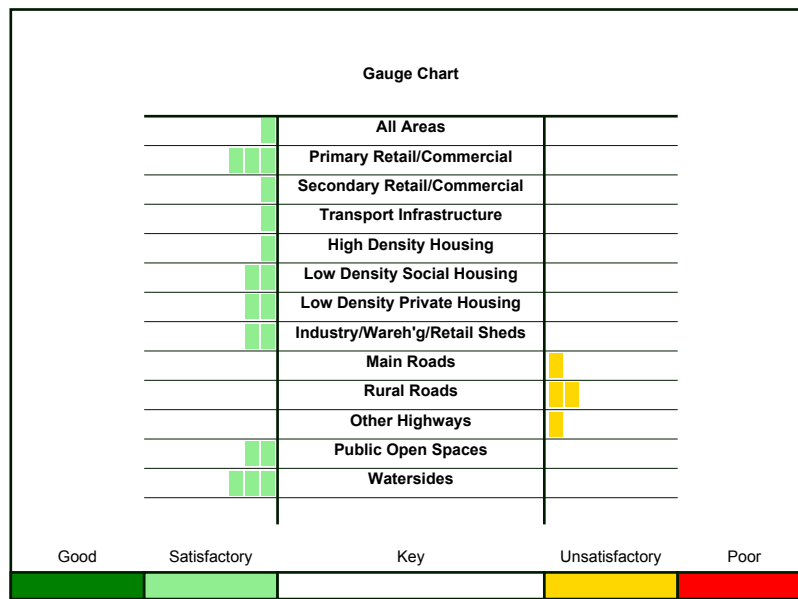 Gauge Chart
All Areas
Primary Retail/Commercial
Secondary Retail/Commercial
Transport Infrastructure
High Density Housing
Low Density Social Housing
Low Density Private Housing
Industry/Wareh'g/Retail Sheds
Main Roads
Rural Roads
Other Highways
Public Open Spaces
Watersides
Good Satisfactory Key Unsatisfactory Poor